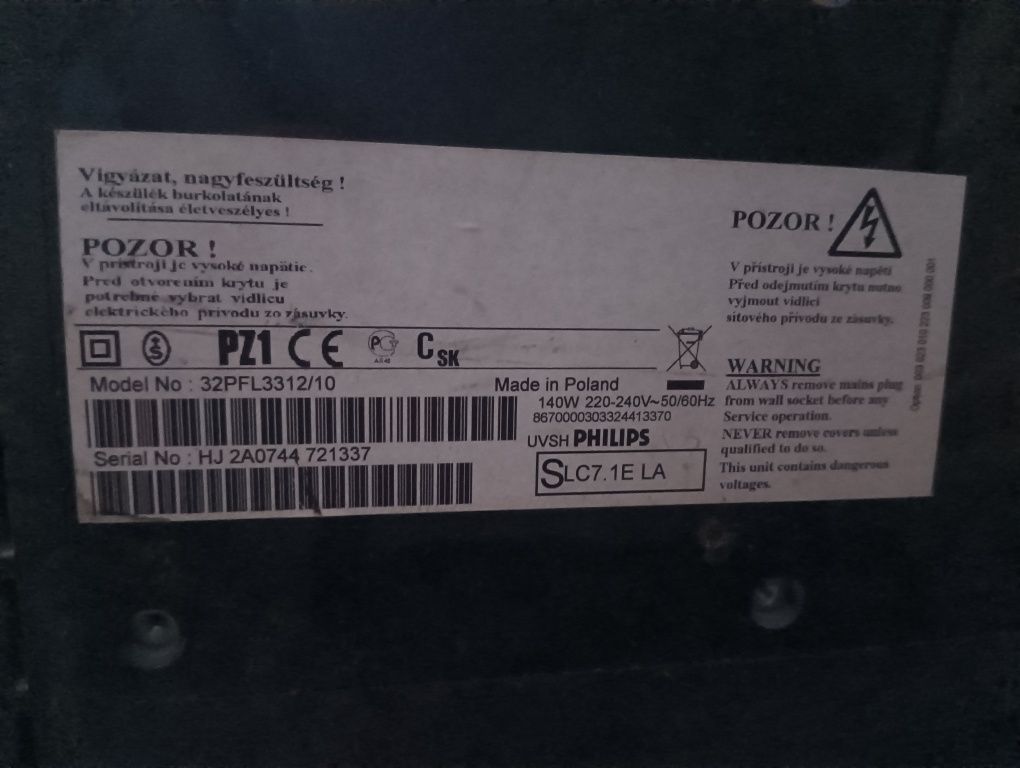 Vigyázat, nagyfeszültség !
A készülék burkolatának
eltávolitása életveszélyes !
POZOR !
V prístroji je vysoké napätie.
Pred otvorením krytu je
potrebné vybrat vidlicu
elektrického prívodu zo zásuvky.
POZOR !
V přístroji je vysoké napětí
Před odejmutím krytu nutno
vyjmout vidlici
síťového přívodu ze zásuvky.
S
PZ1 CE
C SK
Model No : 32PFL3312/10
Made in Poland
140W 220-240V~50/60Hz
8670000303324413370
UVSH PHILIPS
Serial No : HJ 2A0744 721337
SLC7.1E LA
WARNING
ALWAYS remove mains plug
from wall socket before any
Service operation.
NEVER remove covers unless
qualified to do so.
This unit contains dangerous
voltages.